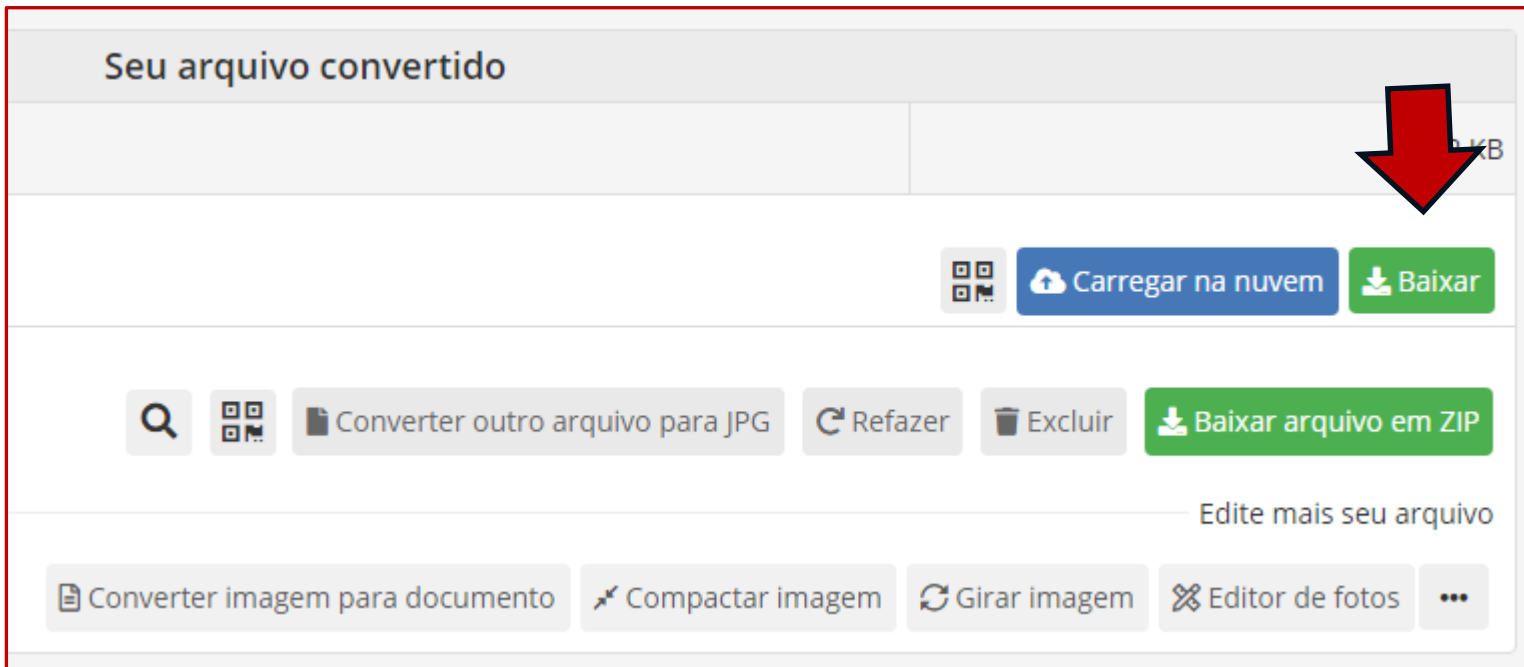 Seu arquivo convertido
KB
Carregar na nuvem Baixar
Converter outro arquivo para JPG Refazer Excluir Baixar arquivo em ZIP
Edite mais seu arquivo
Converter imagem para documento Compactar imagem Girar imagem Editor de fotos •••